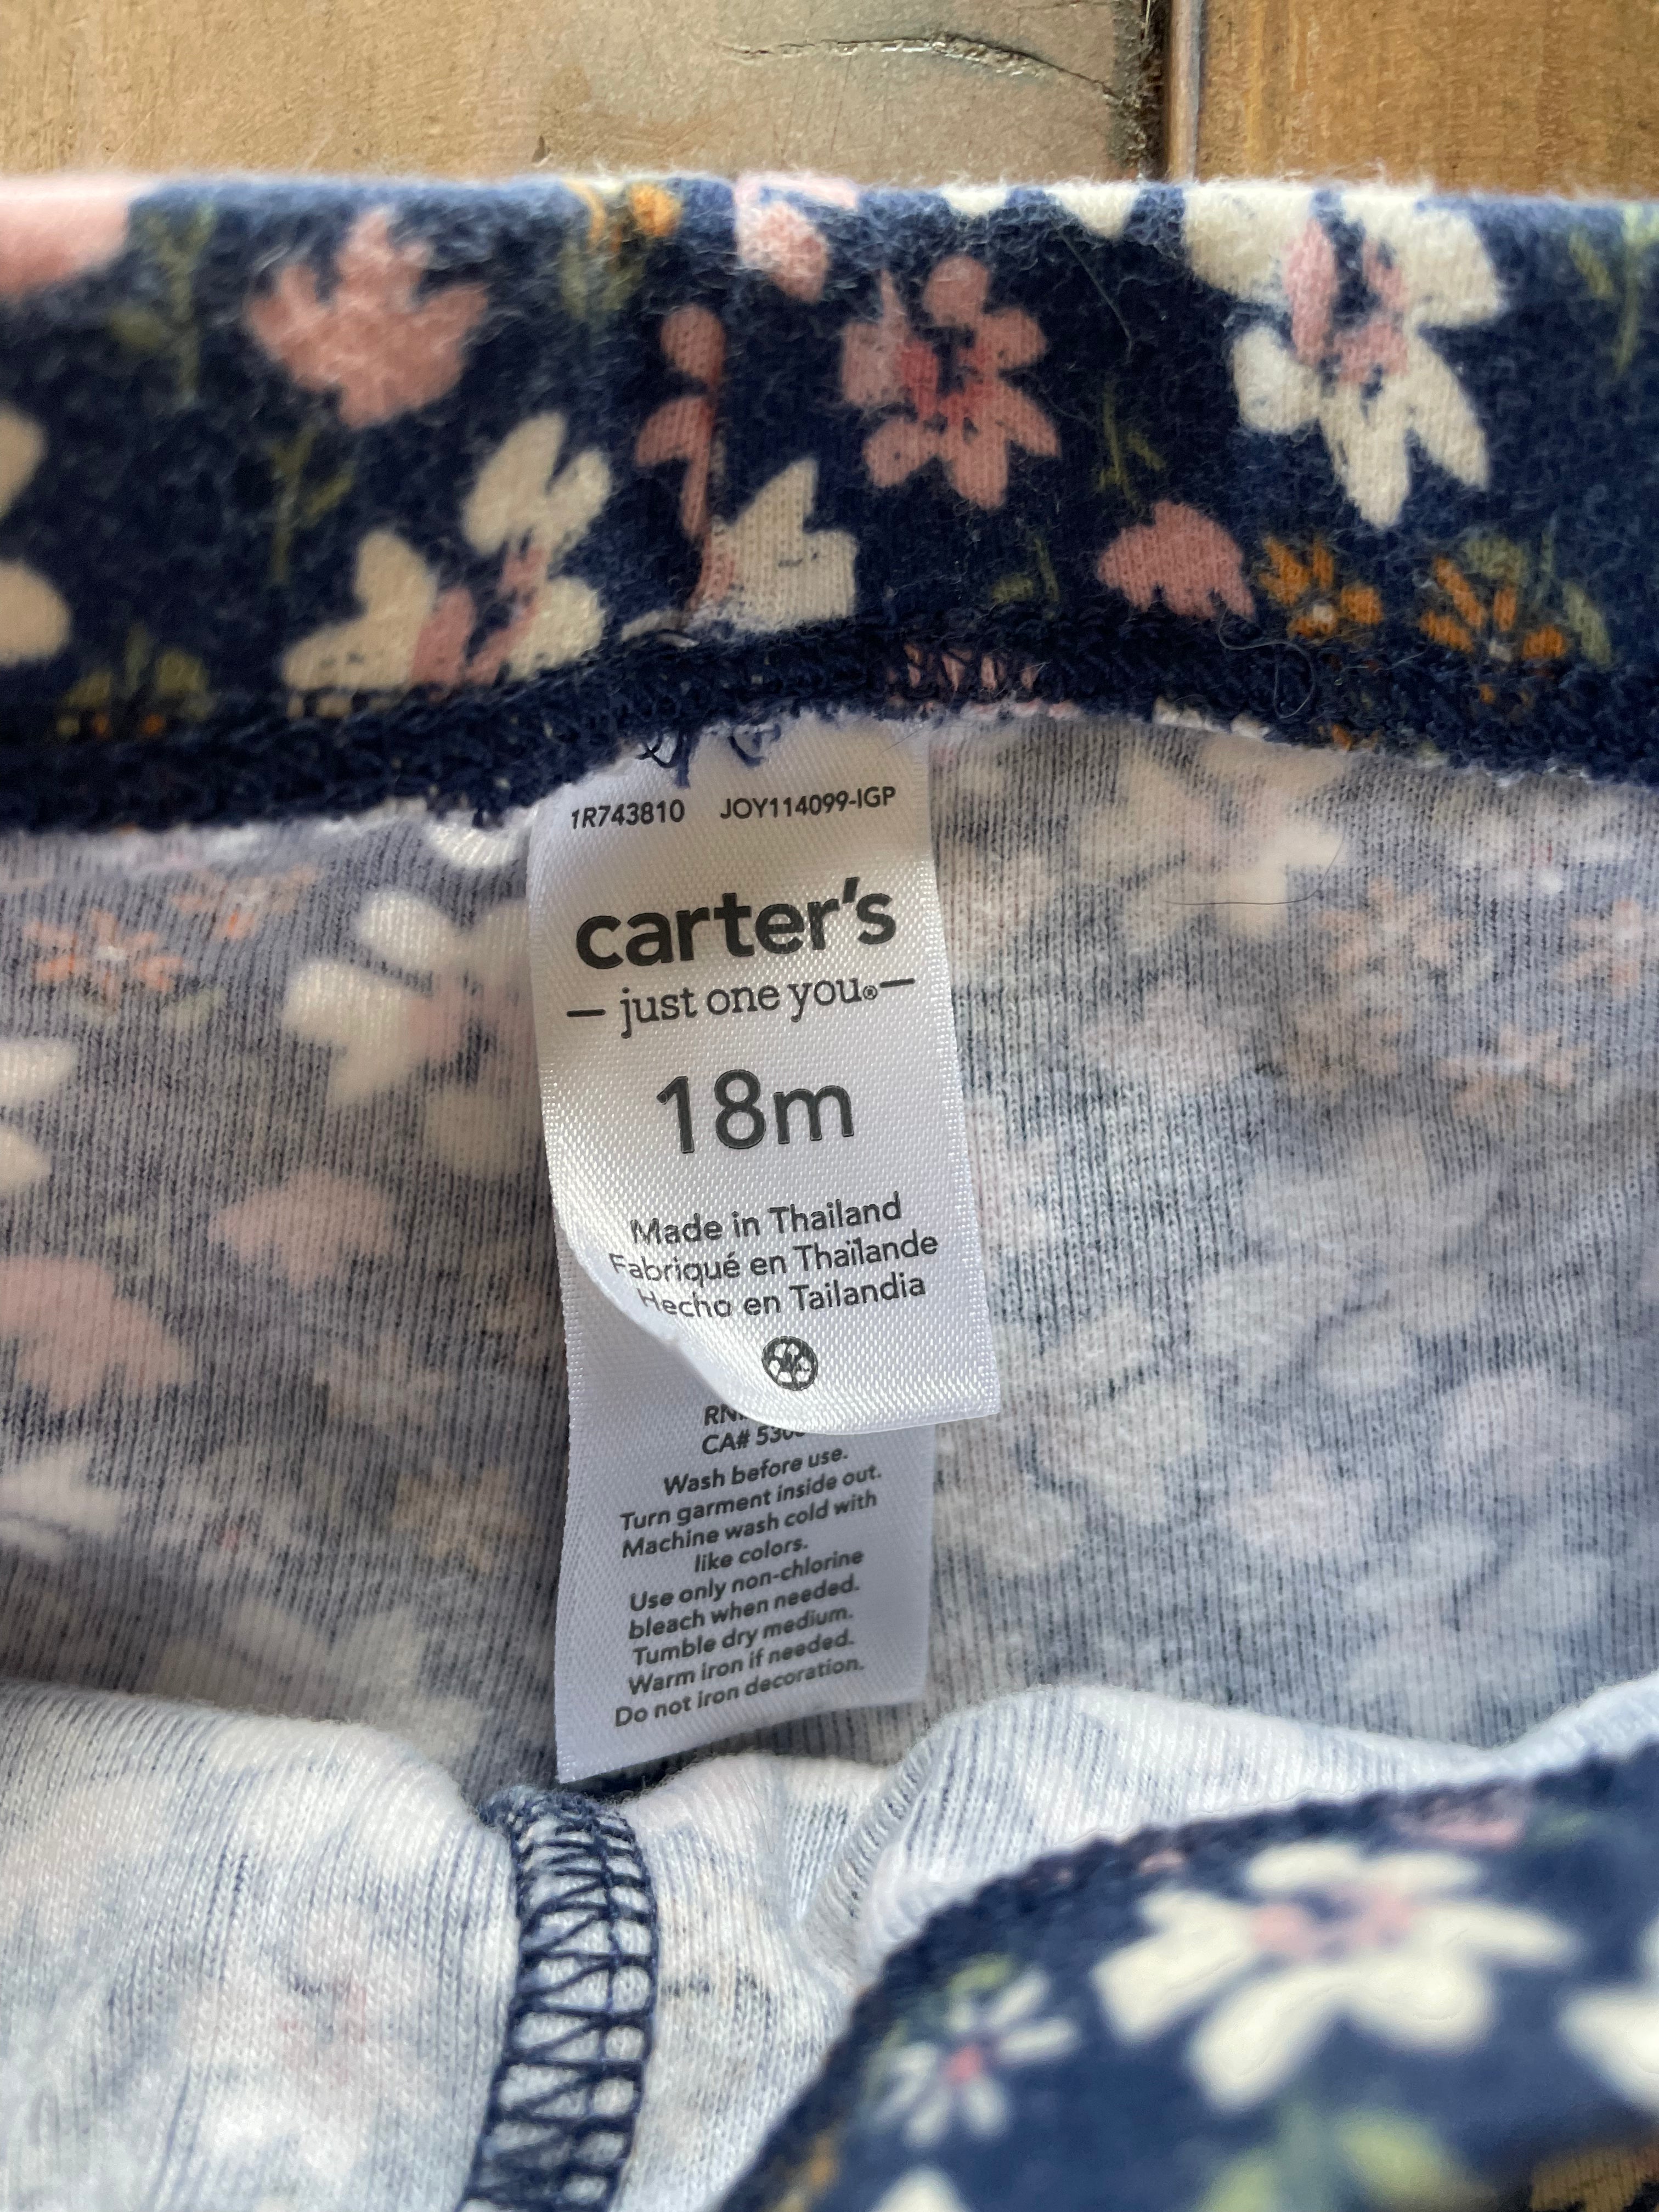 1R743810 JOY114099-IGP
carter's
just one you®
18m
Made in Thailand
Fabriqué en Thaïlande
Hecho en Tailandia
CA#
Wash before use.
Turn garment inside out.
Machine wash cold with
like colors.
Use only non-chlorine
bleach when needed.
Tumble dry medium.
Warm iron if needed.
Do not iron decoration.